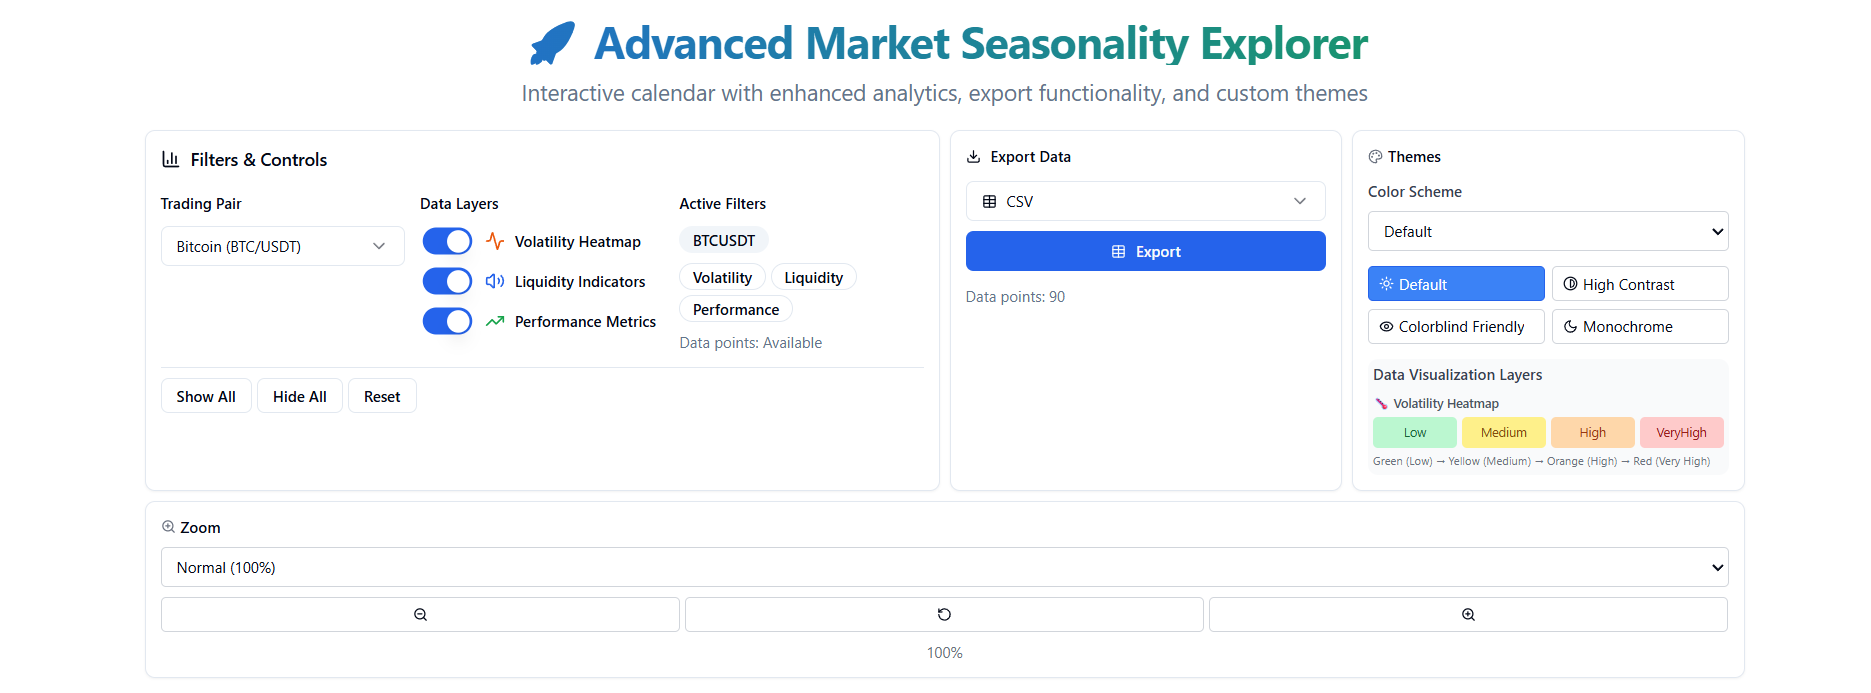 Advanced Market Seasonality Explorer
Interactive calendar with enhanced analytics, export functionality, and custom themes
Filters & Controls
Trading Pair
Bitcoin (BTC/USDT)
Data Layers
Volatility Heatmap
Liquidity Indicators
Performance Metrics
Active Filters
BTCUSDT
Volatility Liquidity
Performance
Data points: Available
Show All Hide All Reset
Export Data
CSV
Export
Data points: 90
Themes
Color Scheme
Default
Default High Contrast
Colorblind Friendly Monochrome
Data Visualization Layers
Volatility Heatmap
Low Medium High VeryHigh
Green (Low) → Yellow (Medium) → Orange (High) → Red (Very High)
Zoom
Normal (100%)
100%